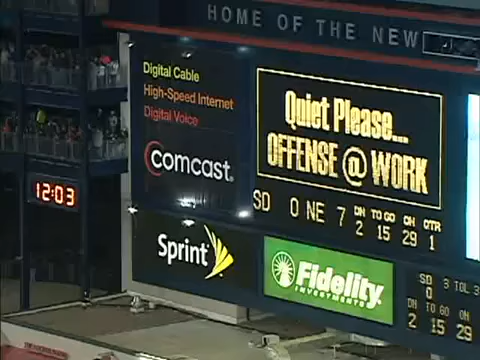 HOME OF THE NEW
Digital Cable
High-Speed Internet
Digital Voice
Comcast.
Quiet Please...
OFFENSE @ WORK
DN TO GO ON QTR
SD 0 NE 7 2 15 29 1
12:03
Sprint
Fidelity
INVESTMENTS
SD 3 TOL 3
0
DN TO GO ON
2 15 29